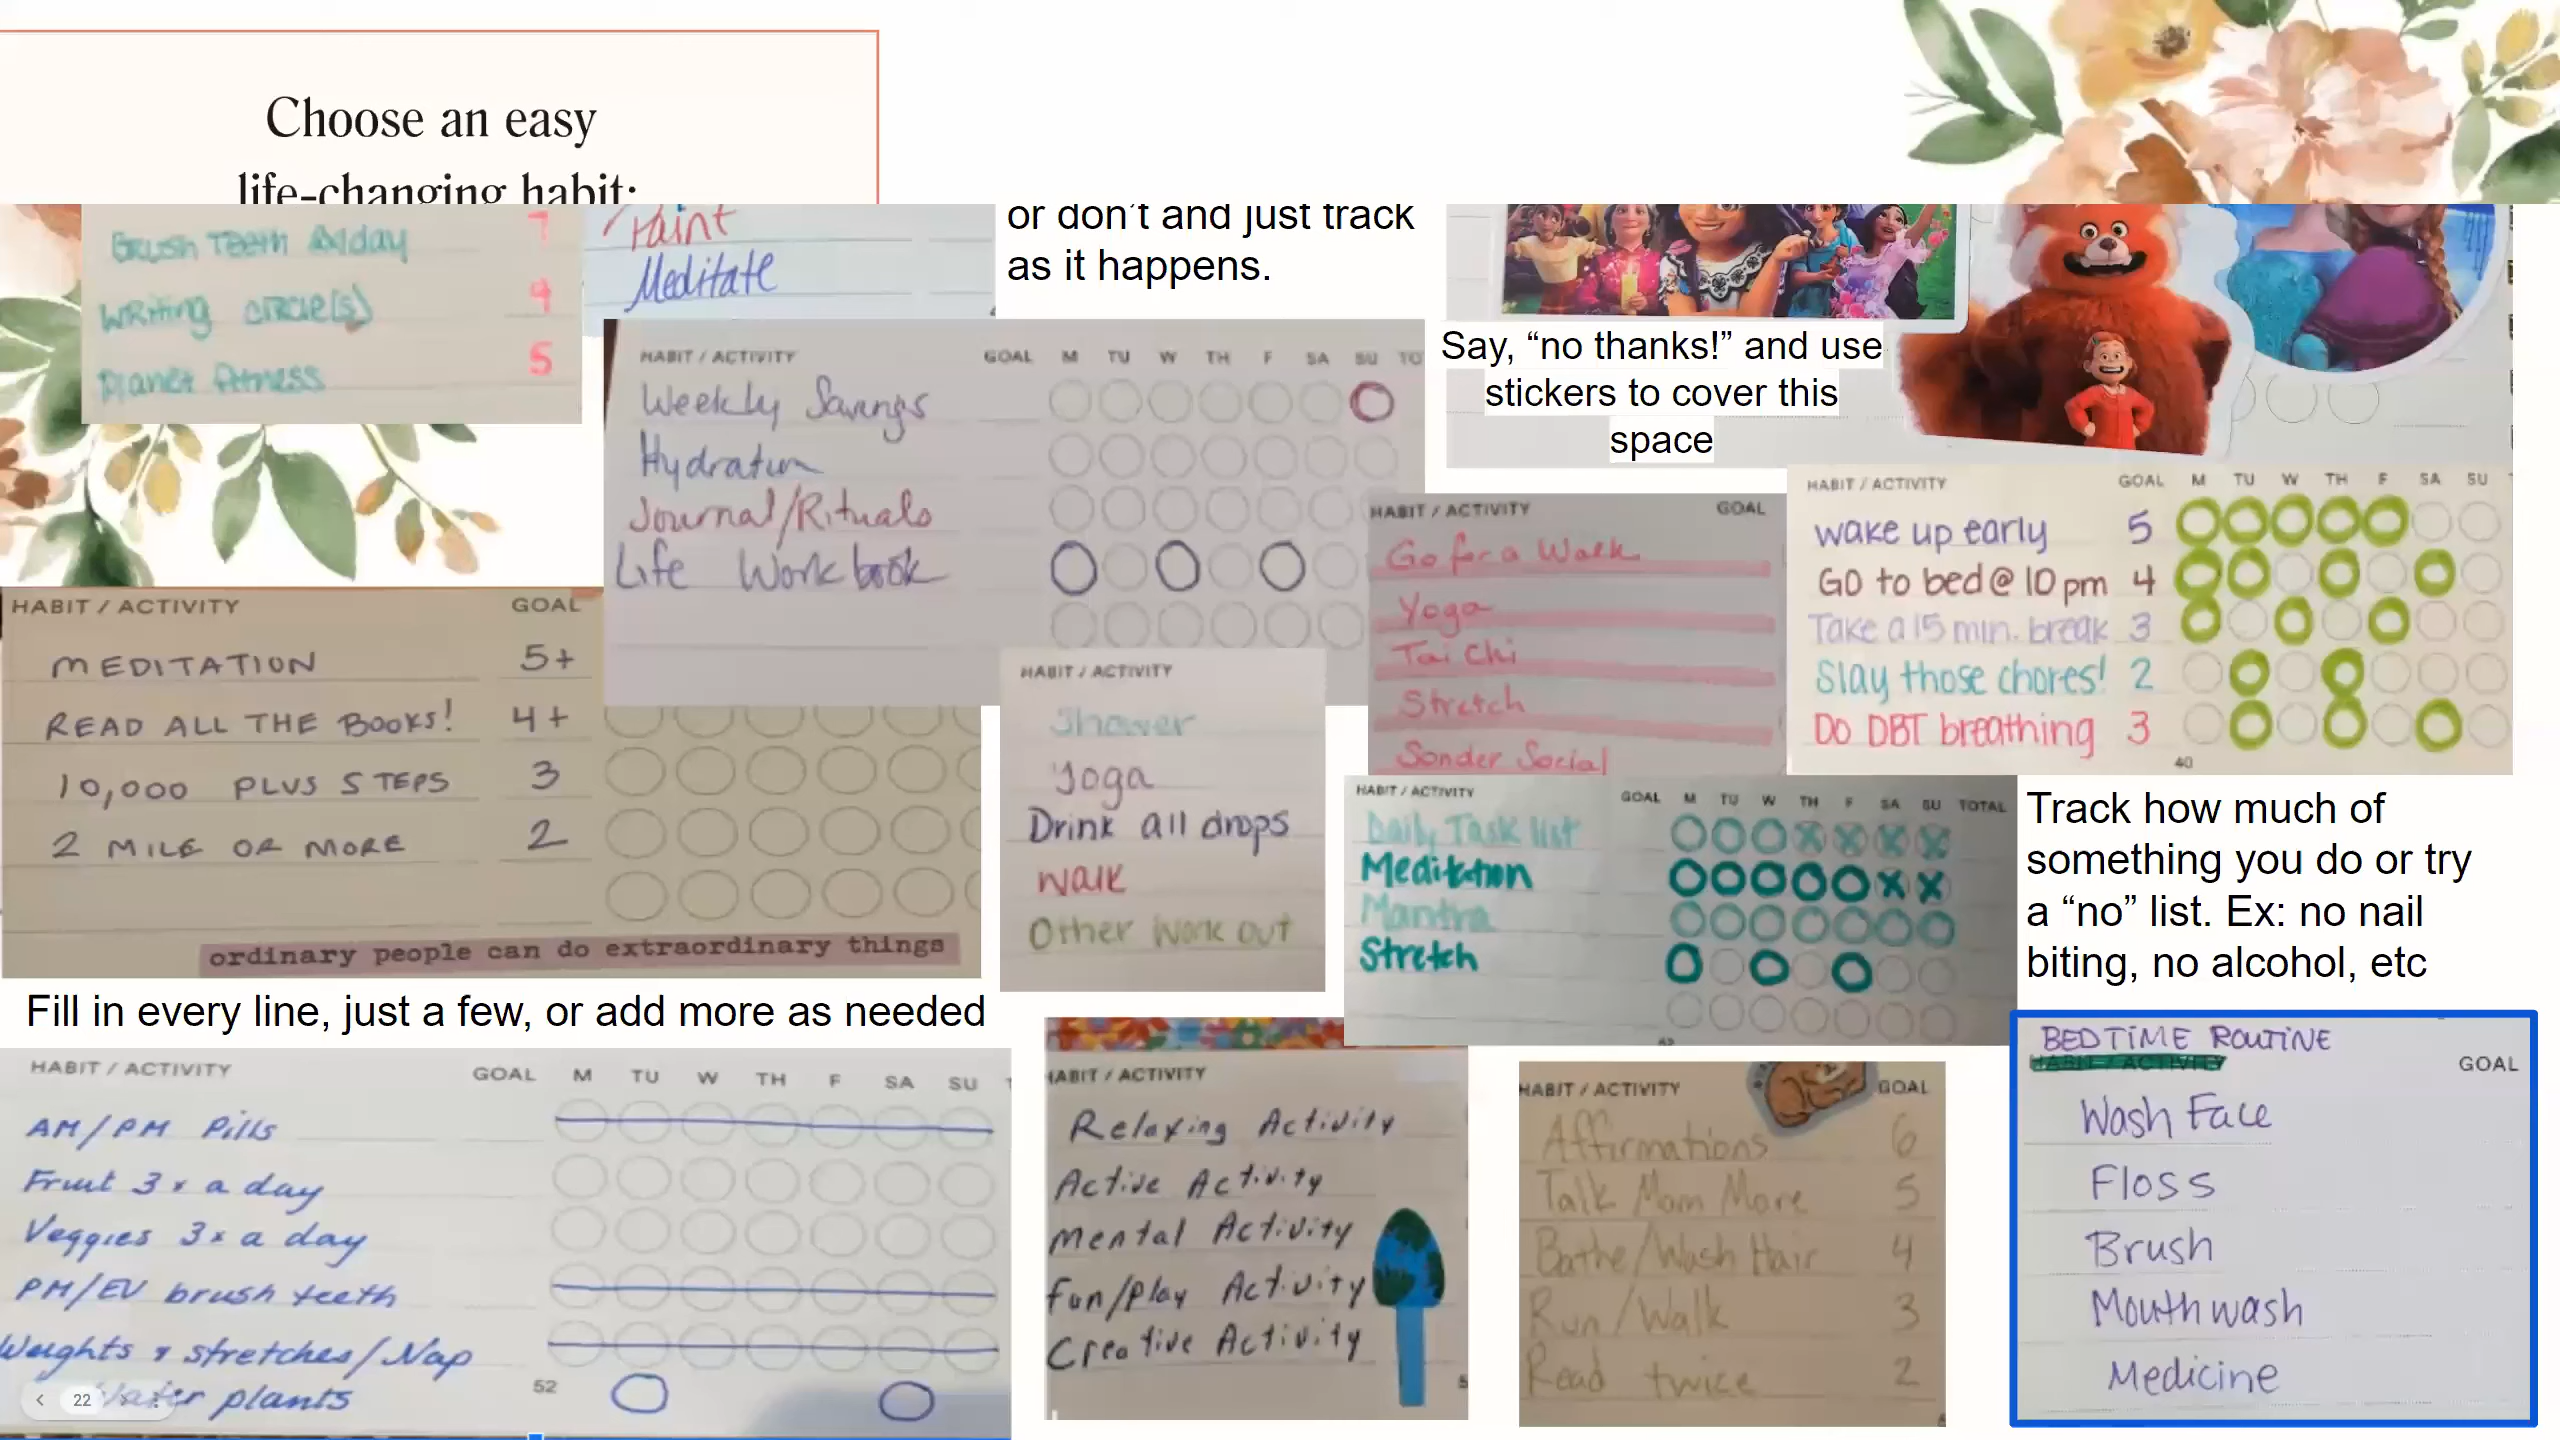 Choose an easy
life-changing habit:
Brush Teeth 2x/day 7
Writing circle(s) 4
Planet fitness 5
Paint
Meditate
or don't and just track
as it happens.
Say, “no thanks!” and use
stickers to cover this
space
HABIT / ACTIVITY GOAL M TU W TH F SA SU TO
Weekly Savings
Hydration
Journal/Rituals
Life Workbook
HABIT / ACTIVITY GOAL
MEDITATION 5+
READ ALL THE BOOKS! 4+
10,000 PLUS STEPS 3
2 MILE OR MORE 2
ordinary people can do extraordinary things
HABIT / ACTIVITY
Shower
Yoga
Drink all drops
Walk
Other work out
HABIT / ACTIVITY GOAL
Go for a Walk
Yoga
Tai Chi
Stretch
Sonder Social
HABIT / ACTIVITY GOAL M TU W TH F SA SU
wake up early 5
GO to bed @ 10 pm 4
Take a 15 min. break 3
Slay those chores! 2
Do DBT breathing 3
40
HABIT / ACTIVITY GOAL M TU W TH F SA SU TOTAL
Daily Task list
Meditation
Mantra
Stretch
Track how much of
something you do or try
a “no” list. Ex: no nail
biting, no alcohol, etc
Fill in every line, just a few, or add more as needed
HABIT / ACTIVITY GOAL M TU W TH F SA SU
AM/PM Pills
Fruit 3x a day
Veggies 3x a day
PM/EV brush teeth
Weights & stretches/Nap
Water plants
52
22
HABIT / ACTIVITY
Relaxing Activity
Active Activity
Mental Activity
Fun/Play Activity
Creative Activity
HABIT / ACTIVITY GOAL
Affirmations 6
Talk Mom More 5
Bathe/Wash Hair 4
Run/Walk 3
Read twice 2
BEDTIME ROUTINE
HABIT / ACTIVITY GOAL
Wash Face
Floss
Brush
Mouthwash
Medicine